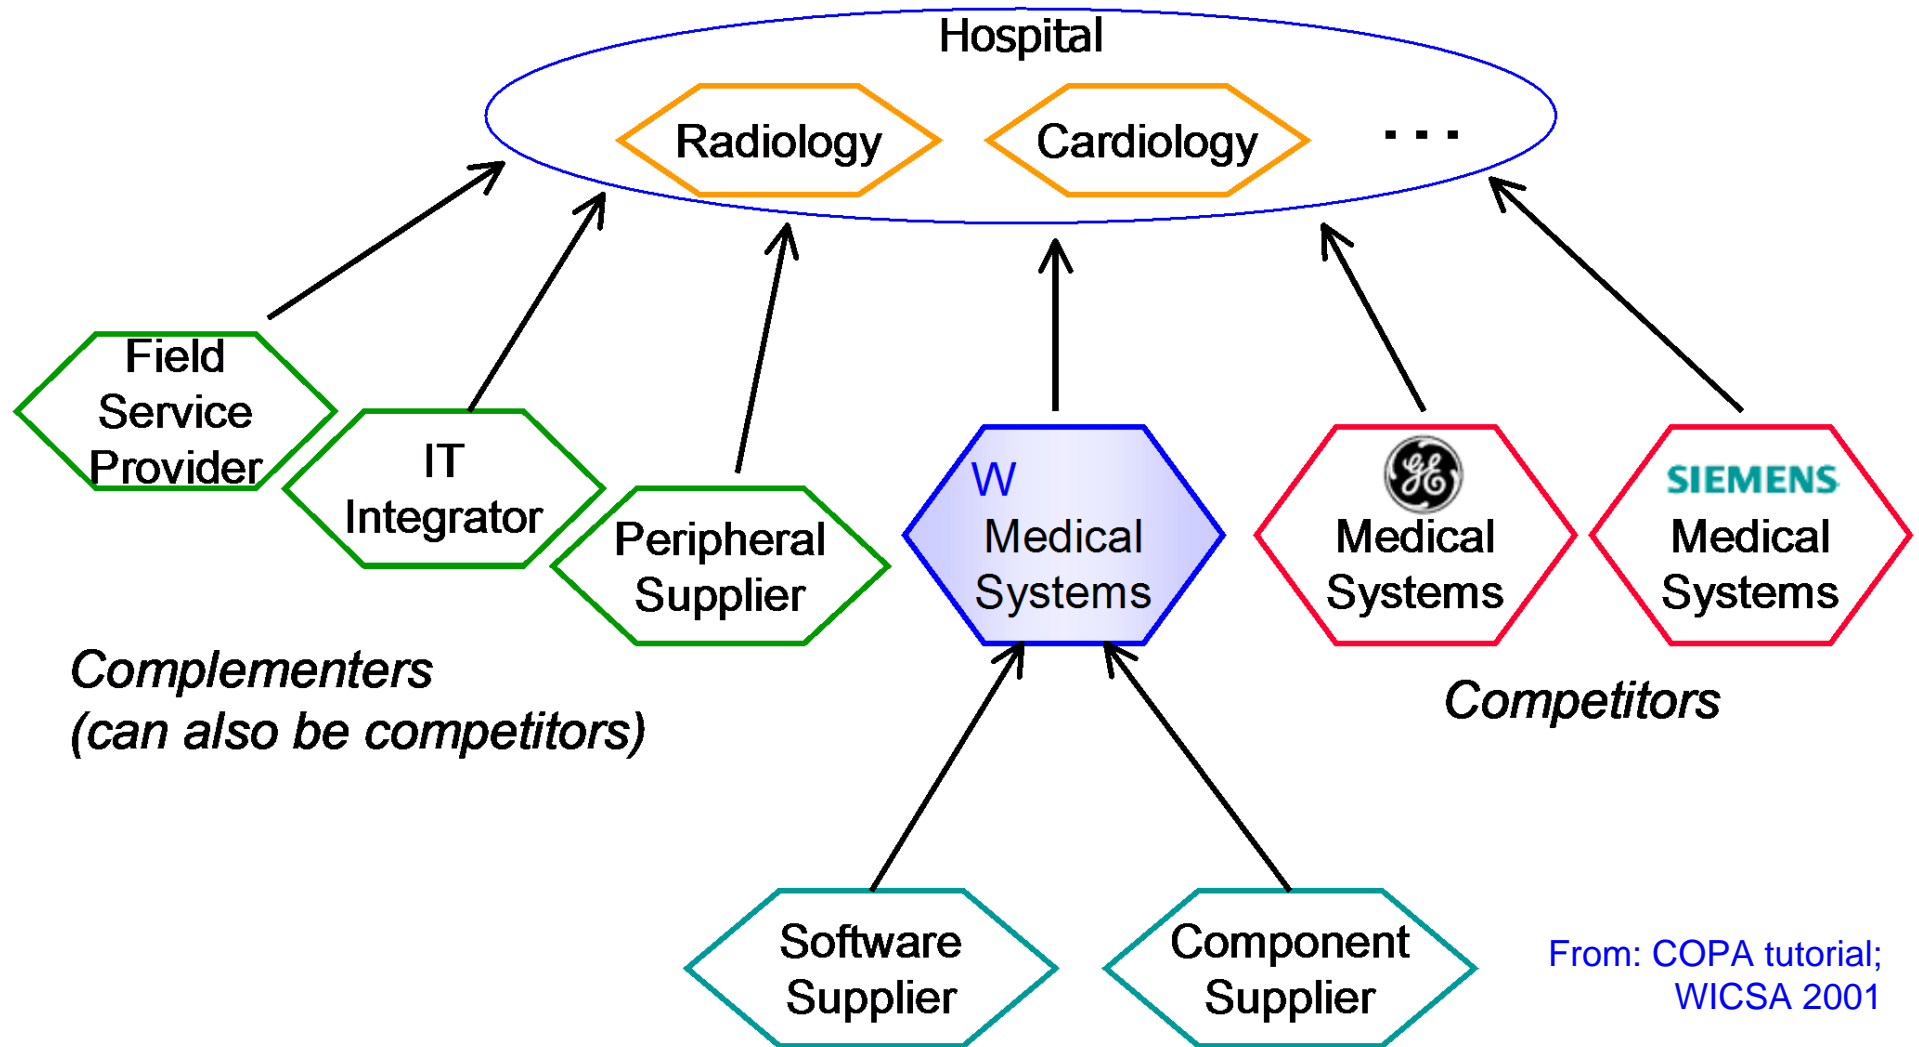 Hospital
Radiology
Cardiology
...
Field
Service
Provider
IT
Integrator
Peripheral
Supplier
W
Medical
Systems
GE
Medical
Systems
SIEMENS
Medical
Systems
Complementers
(can also be competitors)
Competitors
Software
Supplier
Component
Supplier
From: COPA tutorial;
WICSA 2001